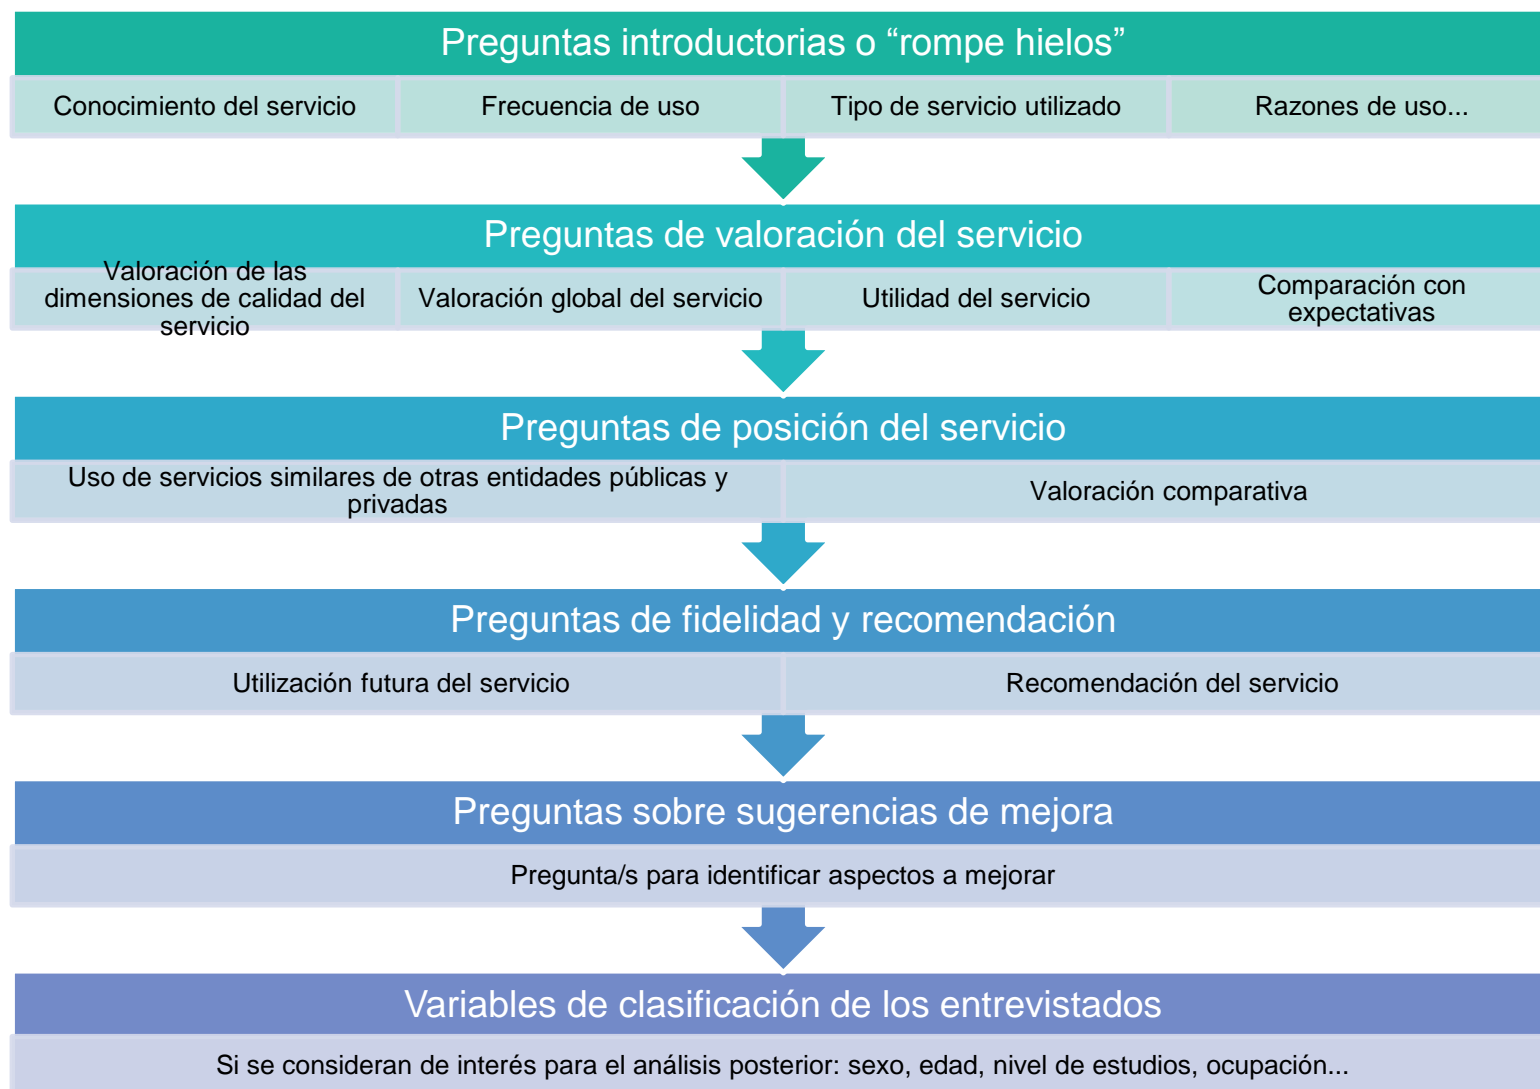 Preguntas introductorias o “rompe hielos”
Conocimiento del servicio
Frecuencia de uso
Tipo de servicio utilizado
Razones de uso...
Preguntas de valoración del servicio
Valoración de las
dimensiones de calidad del
servicio
Valoración global del servicio
Utilidad del servicio
Comparación con
expectativas
Preguntas de posición del servicio
Uso de servicios similares de otras entidades públicas y
privadas
Valoración comparativa
Preguntas de fidelidad y recomendación
Utilización futura del servicio
Recomendación del servicio
Preguntas sobre sugerencias de mejora
Pregunta/s para identificar aspectos a mejorar
Variables de clasificación de los entrevistados
Si se consideran de interés para el análisis posterior: sexo, edad, nivel de estudios, ocupación...